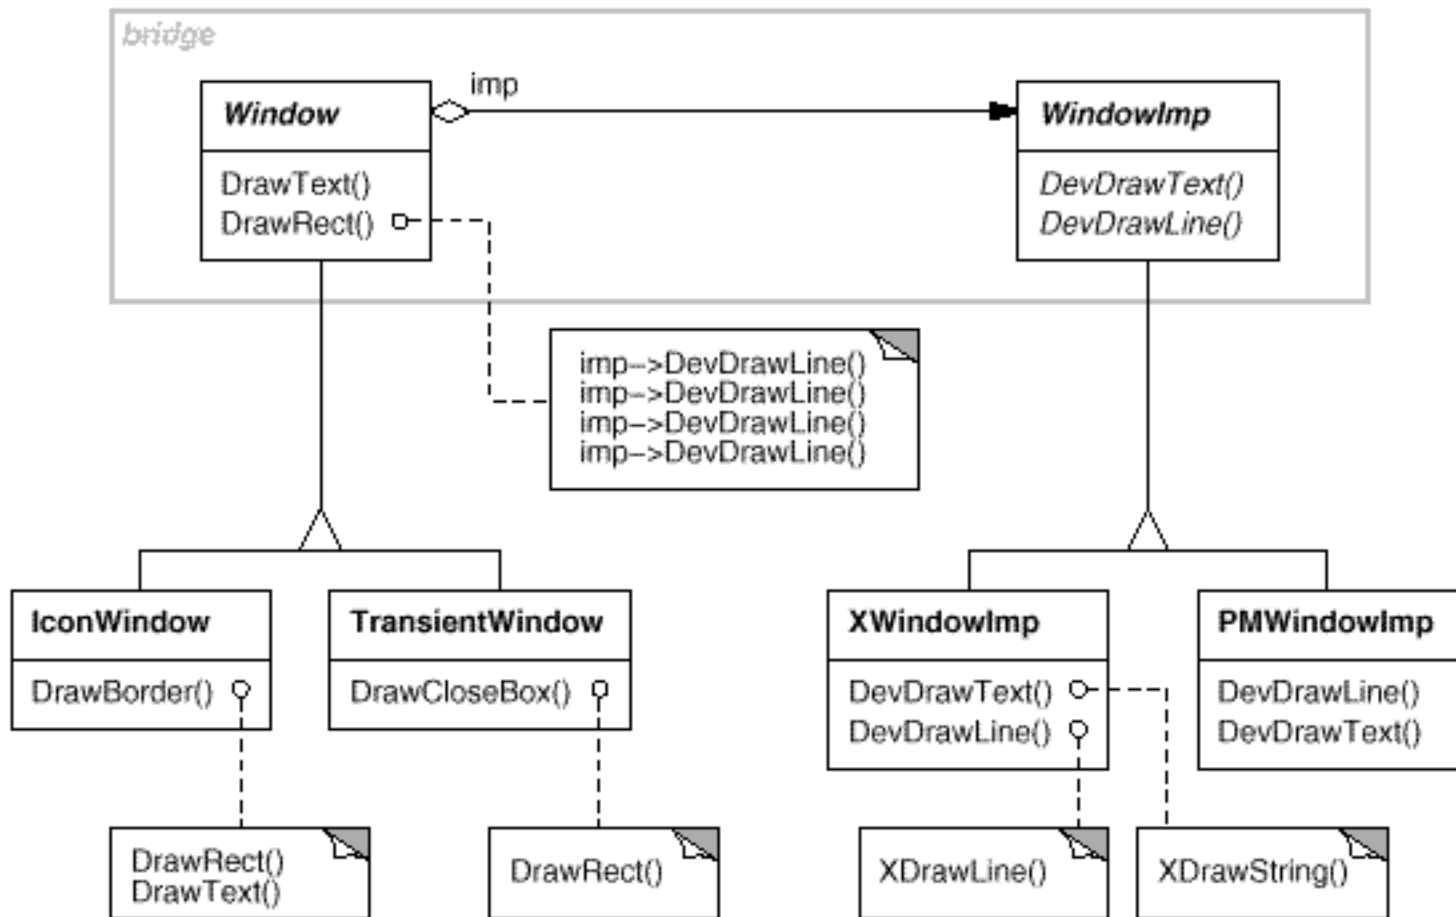 bridge
imp
Window
WindowImp
DrawText()
DrawRect()
DevDrawText()
DevDrawLine()
imp–>DevDrawLine()
imp–>DevDrawLine()
imp–>DevDrawLine()
imp–>DevDrawLine()
IconWindow
DrawBorder()
TransientWindow
DrawCloseBox()
XWindowImp
DevDrawText()
DevDrawLine()
PMWindowImp
DevDrawLine()
DevDrawText()
DrawRect()
DrawText()
DrawRect()
XDrawLine()
XDrawString()